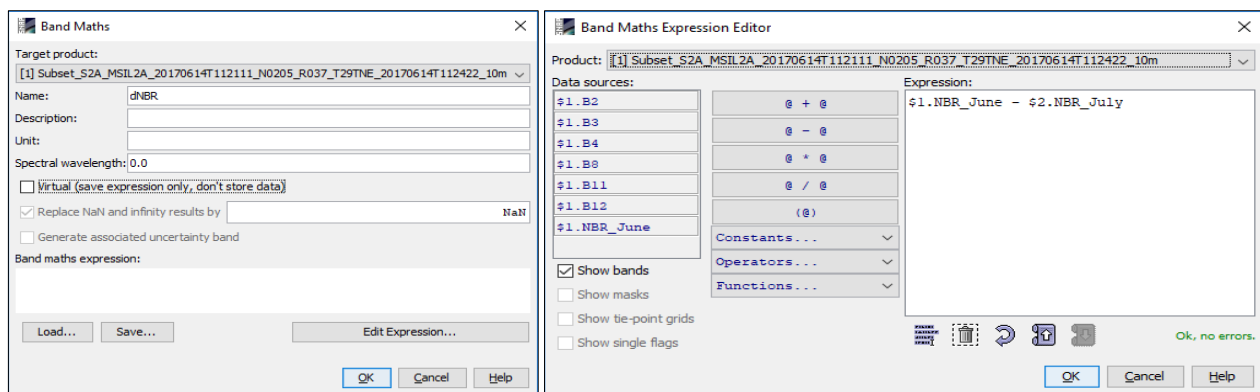 Band Maths
Target product:
[1] Subset_S2A_MSIL2A_20170614T112111_N0205_R037_T29TNE_20170614T112422_10m
Name: dNBR
Description:
Unit:
Spectral wavelength: 0.0
Virtual (save expression only, don't store data)
Replace NaN and infinity results by NaN
Generate associated uncertainty band
Band maths expression:
Load... Save... Edit Expression...
OK Cancel Help
Band Maths Expression Editor
Product: [1] Subset_S2A_MSIL2A_20170614T112111_N0205_R037_T29TNE_20170614T112422_10m
Data sources:
$1.B2
$1.B3
$1.B4
$1.B8
$1.B11
$1.B12
$1.NBR_June
Show bands
Show masks
Show tie-point grids
Show single flags
@ + @
@ - @
@ * @
@ / @
(@)
Constants...
Operators...
Functions...
Expression:
$1.NBR_June - $2.NBR_July
Ok, no errors.
OK Cancel Help